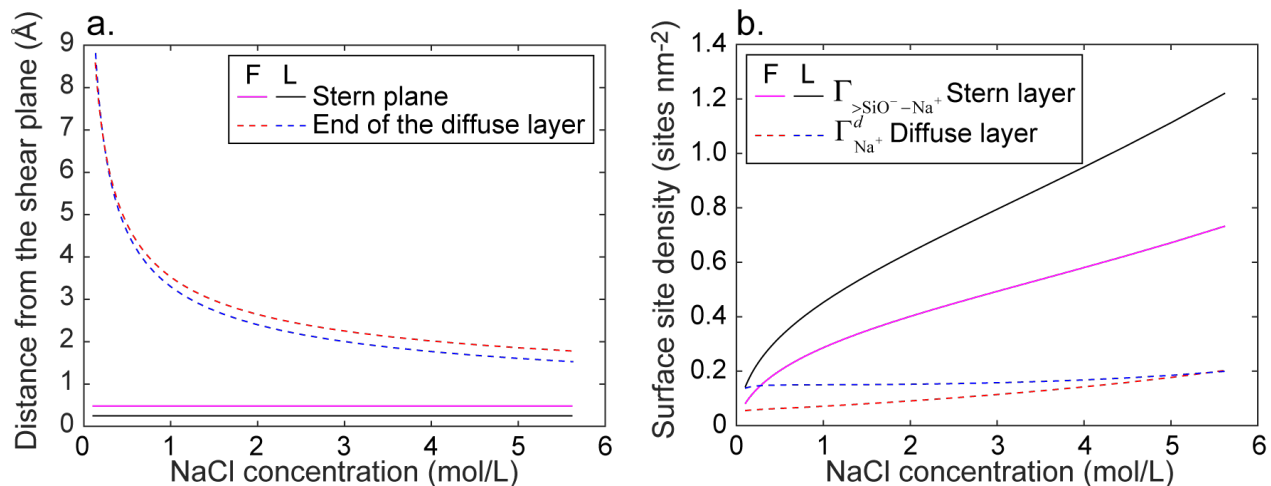 a.
Distance from the shear plane (Å)
9
8
7
6
5
4
3
2
1
0
F L
Stern plane
End of the diffuse layer
0 1 2 3 4 5 6
NaCl concentration (mol/L)
b.
Surface site density (sites nm-2)
1.4
1.2
1.0
0.8
0.6
0.4
0.2
0
F L
Γ>SiO⁻−Na⁺ Stern layer
Γᵈ Na⁺ Diffuse layer
0 1 2 3 4 5 6
NaCl concentration (mol/L)